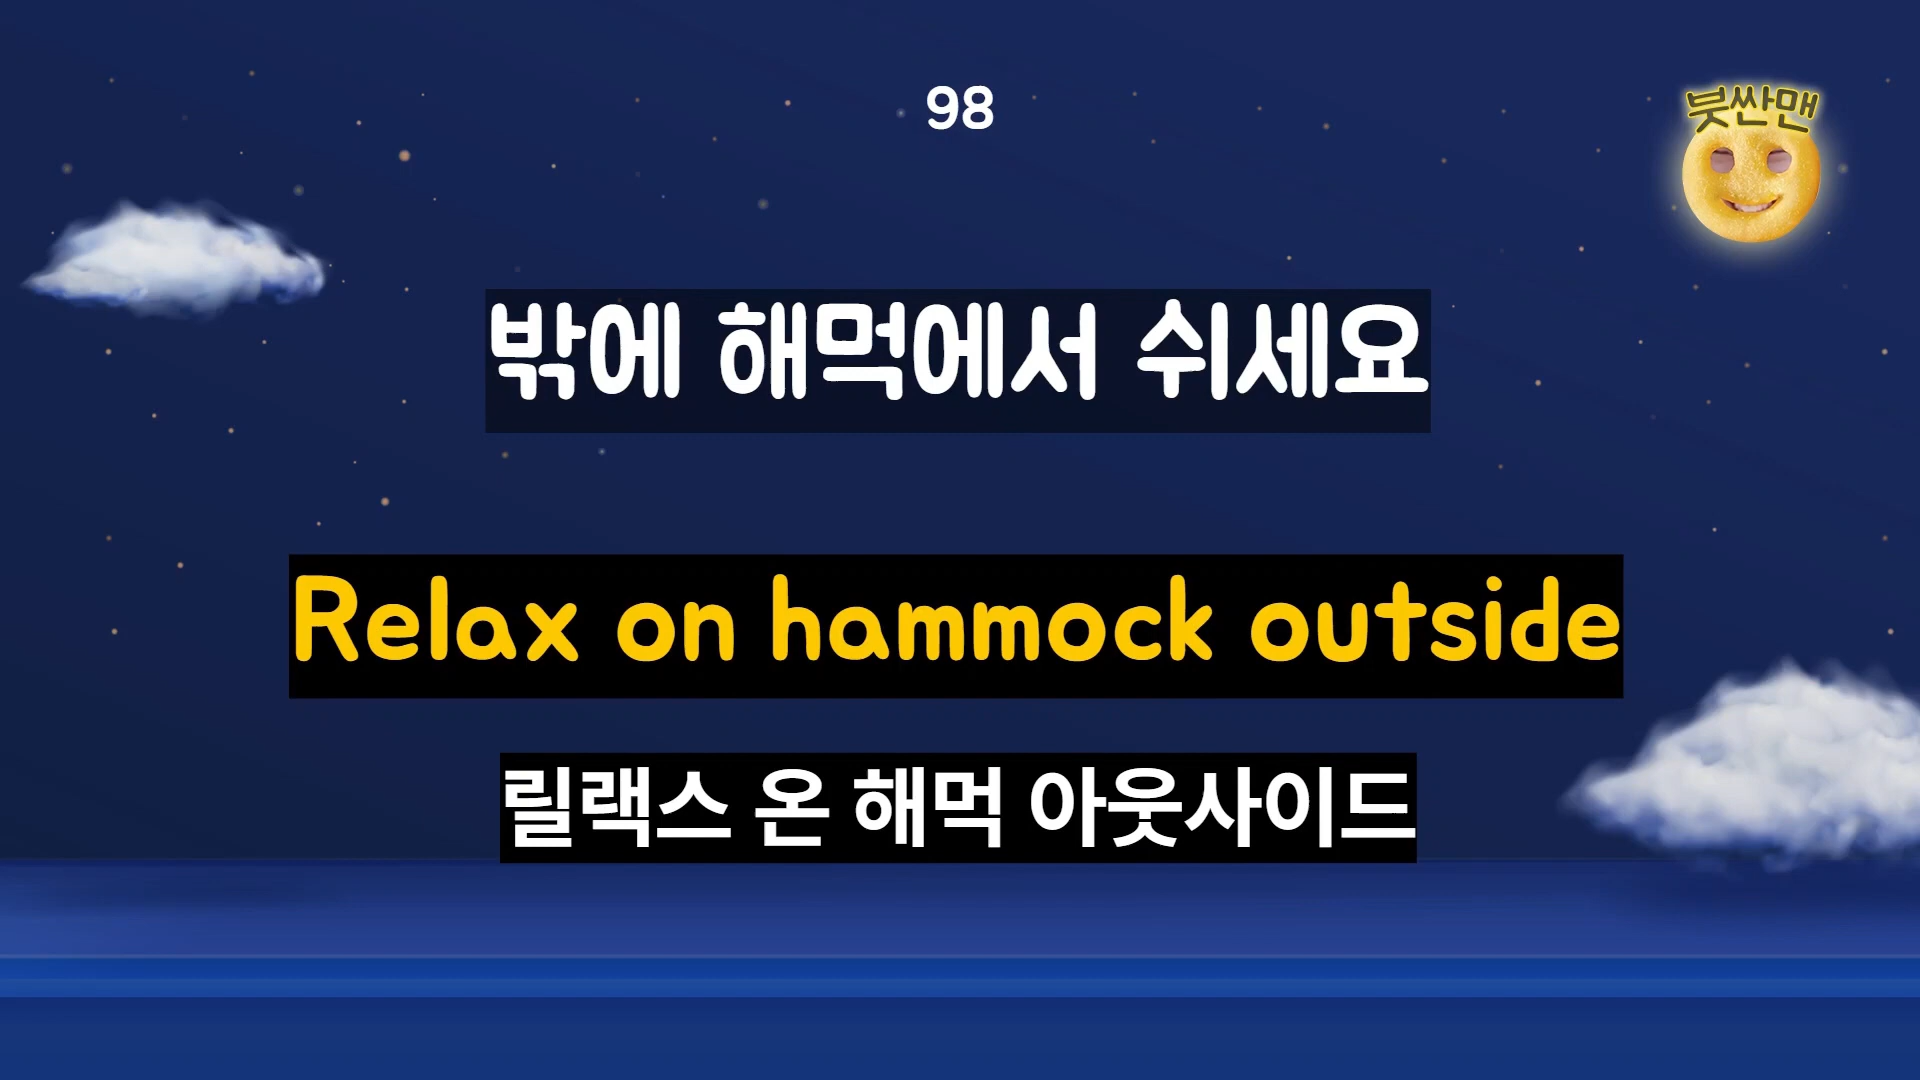 98
붓싼맨
밖에 해먹에서 쉬세요
Relax on hammock outside
릴랙스 온 해먹 아웃사이드